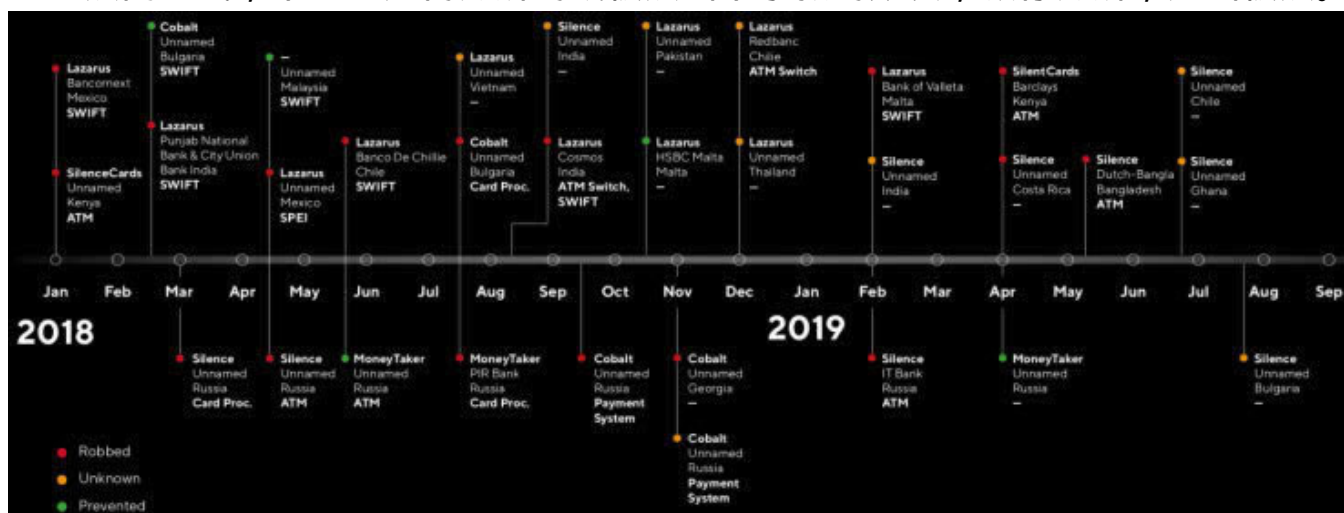 Cobalt
Unnamed
Bulgaria
SWIFT
Lazarus
Bancomext
Mexico
SWIFT
SilenceCards
Unnamed
Kenya
ATM
Lazarus
Punjab National
Bank & City Union
Bank India
SWIFT
—
Unnamed
Malaysia
SWIFT
Lazarus
Unnamed
Mexico
SPEI
Lazarus
Banco De Chillie
Chile
SWIFT
Lazarus
Unnamed
Vietnam
—
Cobalt
Unnamed
Bulgaria
Card Proc.
Silence
Unnamed
India
—
Lazarus
Cosmos
India
ATM Switch,
SWIFT
Lazarus
Unnamed
Pakistan
—
Lazarus
HSBC Malta
Malta
—
Lazarus
Redbanc
Chilie
ATM Switch
Lazarus
Unnamed
Thailand
—
Lazarus
Bank of Valleta
Malta
SWIFT
Silence
Unnamed
India
—
SilentCards
Barclays
Kenya
ATM
Silence
Unnamed
Costa Rica
—
Silence
Dutch-Bangla
Bangladesh
ATM
Silence
Unnamed
Chile
—
Silence
Unnamed
Ghana
—
Jan Feb Mar Apr May Jun Jul Aug Sep Oct Nov Dec Jan Feb Mar Apr May Jun Jul Aug Sep
2018 2019
Silence
Unnamed
Russia
Card Proc.
Silence
Unnamed
Russia
ATM
MoneyTaker
Unnamed
Russia
ATM
MoneyTaker
PIR Bank
Russia
Card Proc.
Cobalt
Unnamed
Russia
Payment
System
Cobalt
Unnamed
Georgia
—
Cobalt
Unnamed
Russia
Payment
System
Silence
IT Bank
Russia
ATM
MoneyTaker
Unnamed
Russia
—
Silence
Unnamed
Bulgaria
—
Robbed
Unknown
Prevented